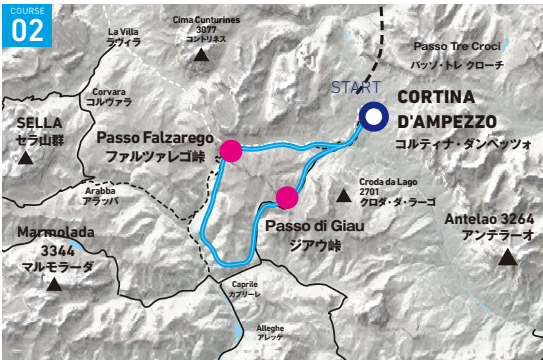 COURSE
02
La Villa
ラヴィラ
Cima Cunturines
3077
コントリネス
Passo Tre Croci
パッソ・トレ クローチ
START
CORTINA
D'AMPEZZO
コルティナ・ダンペッツォ
Corvara
コルヴァラ
SELLA
セラ山群
Passo Falzarego
ファルツァレゴ峠
Arabba
アラッバ
Croda da Lago
2701
クロダ・ダ・ラーゴ
Passo di Giau
ジアウ峠
Antelao 3264
アンテラーオ
Marmolada
3344
マルモラーダ
Caprile
カプリーレ
Alleghe
アレッゲ